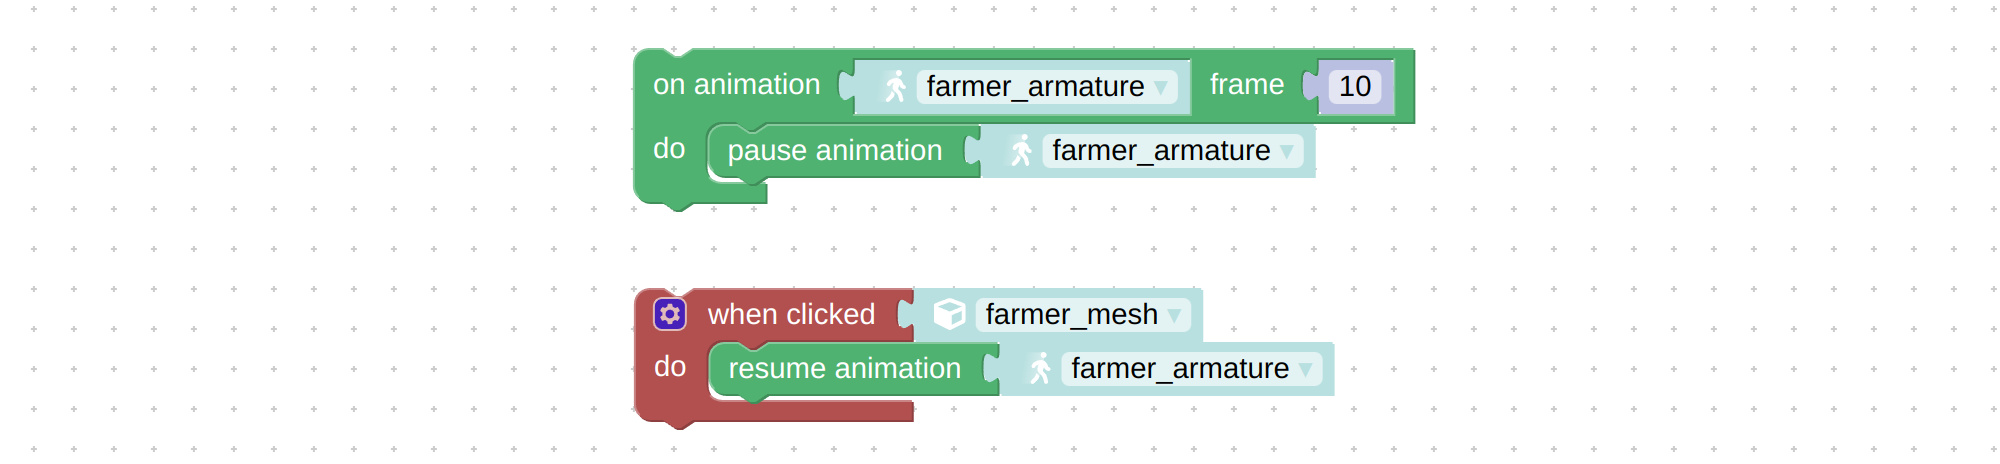 on animation farmer_armature frame 10
do pause animation farmer_armature
when clicked farmer_mesh
do resume animation farmer_armature